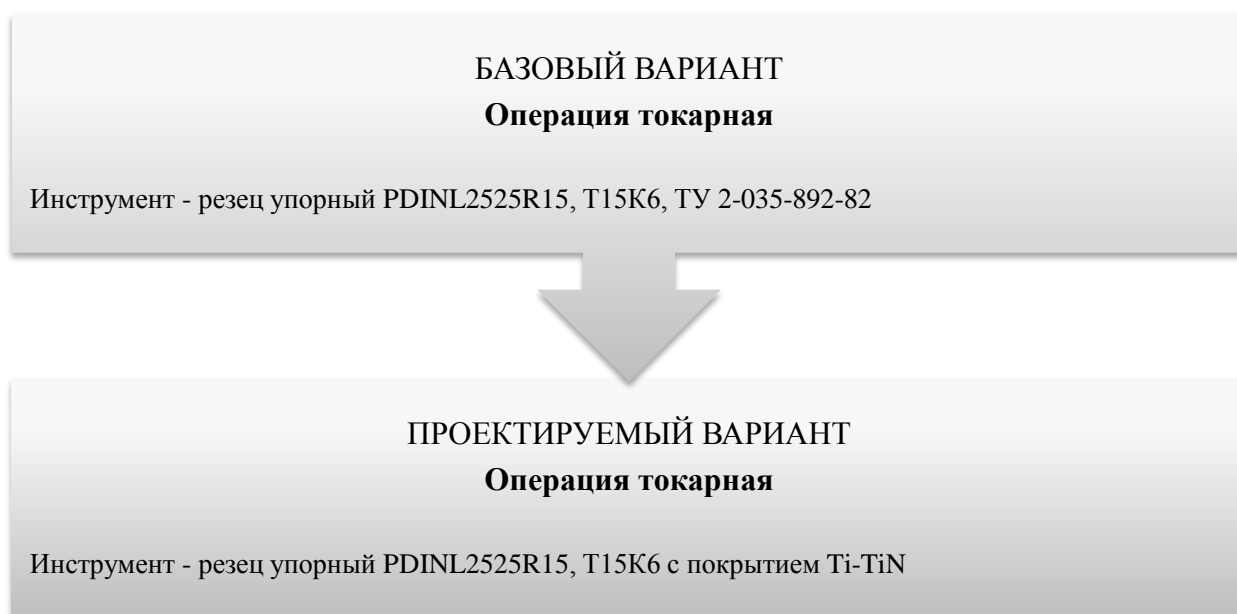 БАЗОВЫЙ ВАРИАНТ
Операция токарная
Инструмент - резец упорный PDINL2525R15, Т15К6, ТУ 2-035-892-82
ПРОЕКТИРУЕМЫЙ ВАРИАНТ
Операция токарная
Инструмент - резец упорный PDINL2525R15, Т15К6 с покрытием Ti-TiN